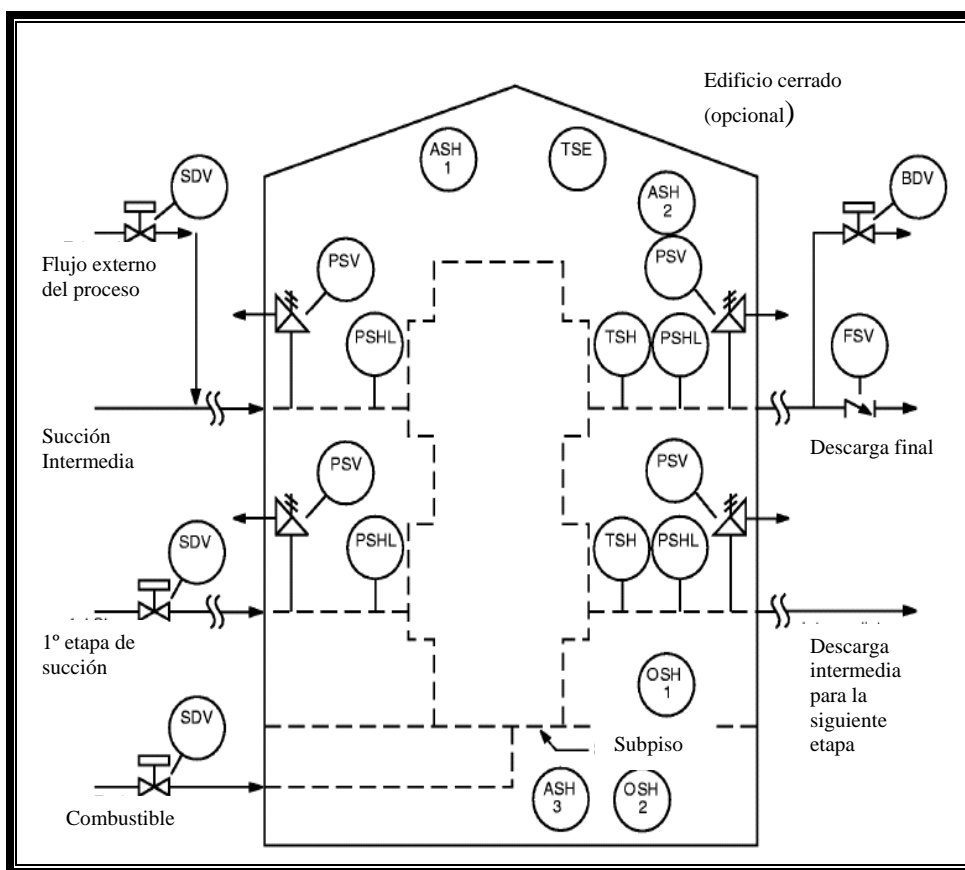 Edificio cerrado
(opcional)
ASH
1
TSE
SDV
ASH
2
BDV
Flujo externo
del proceso
PSV
PSV
PSHL
TSH
PSHL
FSV
Succión
Intermedia
Descarga final
PSV
PSV
SDV
PSHL
TSH
PSHL
1º etapa de
succión
Descarga
intermedia
para la
siguiente
etapa
OSH
1
SDV
Subpiso
Combustible
ASH
3
OSH
2